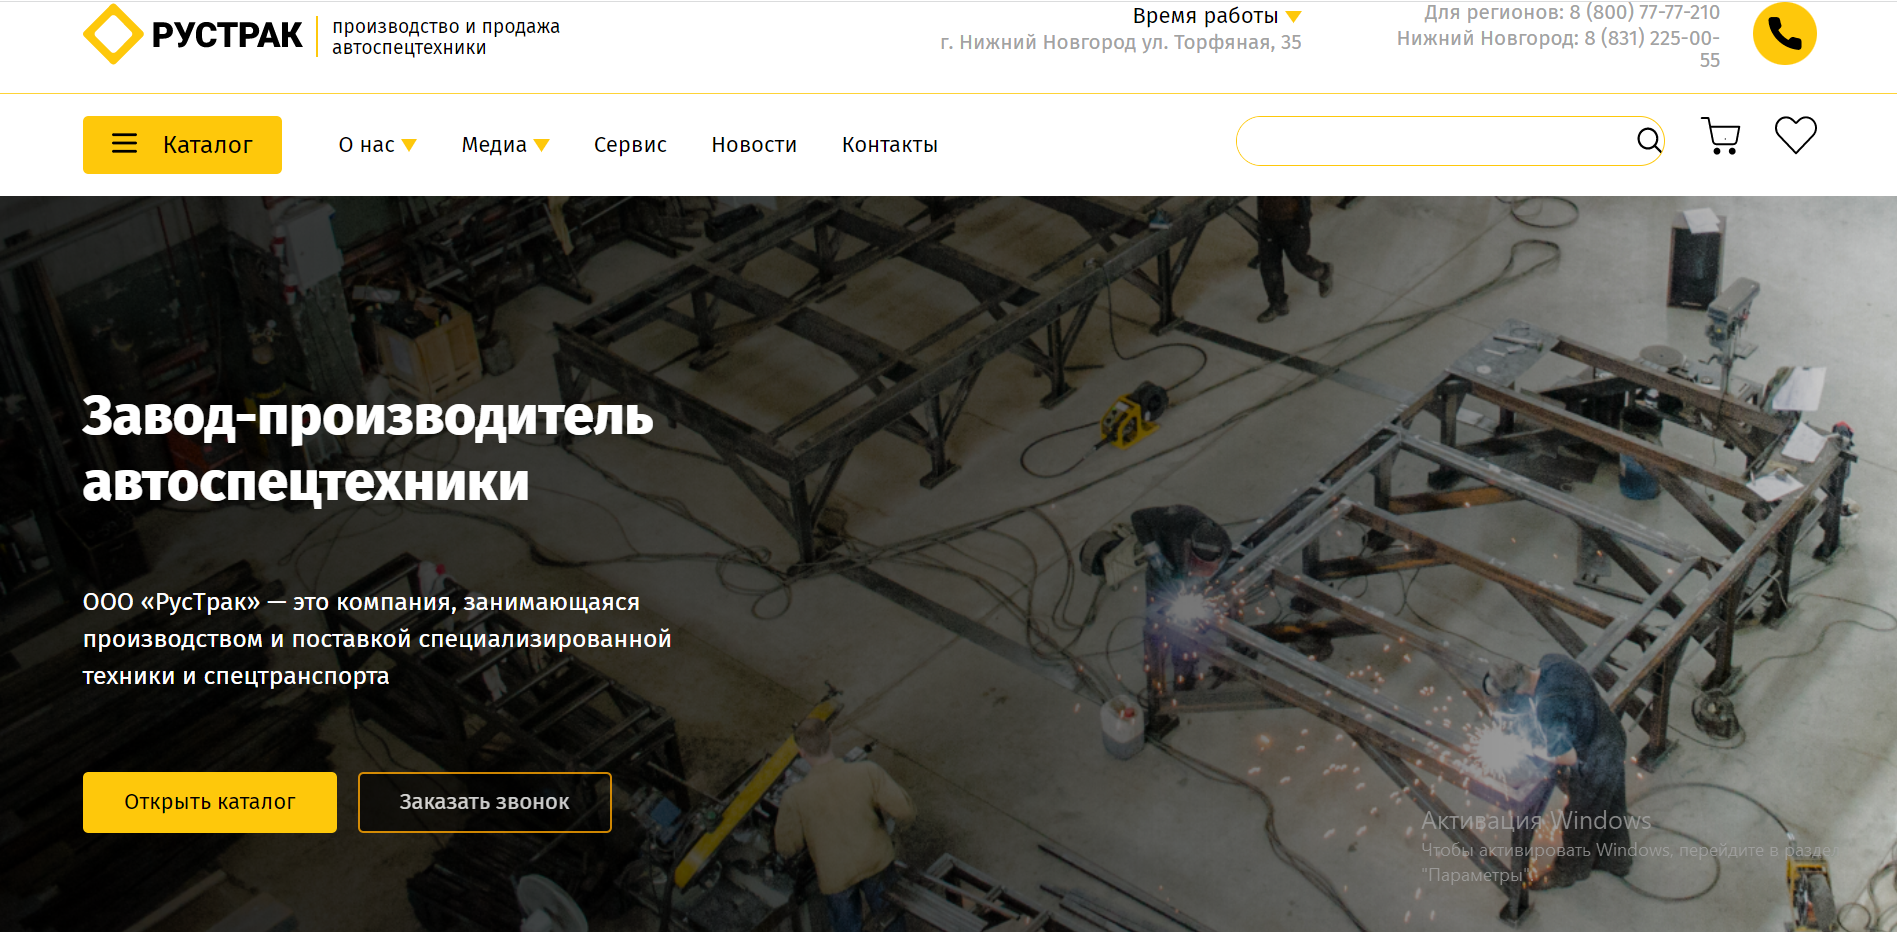 РУСТРАК
производство и продажа
автоспецтехники
Время работы
г. Нижний Новгород ул. Торфяная, 35
Для регионов: 8 (800) 77-77-210
Нижний Новгород: 8 (831) 225-00-
55
Каталог
О нас
Медиа
Сервис
Новости
Контакты
Завод-производитель
автоспецтехники
ООО «РусТрак» — это компания, занимающаяся
производством и поставкой специализированной
техники и спецтранспорта
Открыть каталог
Заказать звонок
Активация Windows
Чтобы активировать Windows, перейдите в раздел
"Параметры".